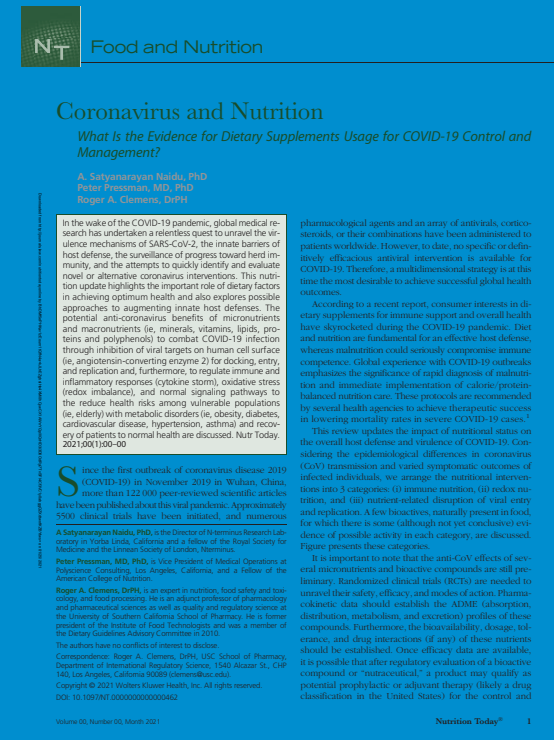 NT
Food and Nutrition
Coronavirus and Nutrition
What Is the Evidence for Dietary Supplements Usage for COVID-19 Control and
Management?
A. Satyanarayan Naidu, PhD
Peter Pressman, MD, PhD
Roger A. Clemens, DrPH
In the wake of the COVID-19 pandemic, global medical re-
search has undertaken a relentless quest to unravel the vir-
ulence mechanisms of SARS-CoV-2, the innate barriers of
host defense, the surveillance of progress toward herd im-
munity, and the attempts to quickly identify and evaluate
novel or alternative coronavirus interventions. This nutri-
tion update highlights the important role of dietary factors
in achieving optimum health and also explores possible
approaches to augmenting innate host defenses. The
potential anti-coronavirus benefits of micronutrients
and macronutrients (ie, minerals, vitamins, lipids, pro-
teins and polyphenols) to combat COVID-19 infection
through inhibition of viral targets on human cell surface
(ie, angiotensin-converting enzyme 2) for docking, entry,
and replication and, furthermore, to regulate immune and
inflammatory responses (cytokine storm), oxidative stress
(redox imbalance), and normal signaling pathways to
the reduce health risks among vulnerable populations
(ie, elderly) with metabolic disorders (ie, obesity, diabetes,
cardiovascular disease, hypertension, asthma) and recov-
ery of patients to normal health are discussed. Nutr Today.
2021;00(1):00–00
Since the first outbreak of coronavirus disease 2019
(COVID-19) in November 2019 in Wuhan, China,
more than 122 000 peer-reviewed scientific articles
have been published about this viral pandemic. Approximately
5500 clinical trials have been initiated, and numerous
A Satyanarayan Naidu, PhD, is the Director of N-terminus Research Lab-
oratory in Yorba Linda, California and a fellow of the Royal Society for
Medicine and the Linnean Society of London, Nterminus.
Peter Pressman, MD, PhD, is Vice President of Medical Operations at
Polyscience Consulting, Los Angeles, California, and a Fellow of the
American College of Nutrition.
Roger A. Clemens, DrPH, is an expert in nutrition, food safety and toxi-
cology, and food processing. He is an adjunct professor of pharmacology
and pharmaceutical sciences as well as quality and regulatory science at
the University of Southern California School of Pharmacy. He is former
president of the Institute of Food Technologists and was a member of
the Dietary Guidelines Advisory Committee in 2010.
The authors have no conflicts of interest to disclose.
Correspondence: Roger A. Clemens, DrPH, USC School of Pharmacy,
Department of International Regulatory Science, 1540 Alcazar St., CHP
140, Los Angeles, California 90089 (clemens@usc.edu).
Copyright © 2021 Wolters Kluwer Health, Inc. All rights reserved.
DOI: 10.1097/NT.0000000000000462
pharmacological agents and an array of antivirals, cortico-
steroids, or their combinations have been administered to
patients worldwide. However, to date, no specific or defin-
itively efficacious antiviral intervention is available for
COVID-19. Therefore, a multidimensional strategy is at this
time the most desirable to achieve successful global health
outcomes.
According to a recent report, consumer interests in di-
etary supplements for immune support and overall health
have skyrocketed during the COVID-19 pandemic. Diet
and nutrition are fundamental for an effective host defense,
whereas malnutrition could seriously compromise immune
competence. Global experience with COVID-19 outbreaks
emphasizes the significance of rapid diagnosis of malnutri-
tion and immediate implementation of calorie/protein-
balanced nutrition care. These protocols are recommended
by several health agencies to achieve therapeutic success
in lowering mortality rates in severe COVID-19 cases.1
This review updates the impact of nutritional status on
the overall host defense and virulence of COVID-19. Con-
sidering the epidemiological differences in coronavirus
(CoV) transmission and varied symptomatic outcomes of
infected individuals, we arrange the nutritional interven-
tions into 3 categories: (i) immune nutrition, (ii) redox nu-
trition, and (iii) nutrient-related disruption of viral entry
and replication. A few bioactives, naturally present in food,
for which there is some (although not yet conclusive) evi-
dence of possible activity in each category, are discussed.
Figure presents these categories.
It is important to note that the anti-CoV effects of sev-
eral micronutrients and bioactive compounds are still pre-
liminary. Randomized clinical trials (RCTs) are needed to
unravel their safety, efficacy, and modes of action. Pharma-
cokinetic data should establish the ADME (absorption,
distribution, metabolism, and excretion) profiles of these
compounds. Furthermore, the bioavailability, dosage, tol-
erance, and drug interactions (if any) of these nutrients
should be established. Once efficacy data are available,
it is possible that after regulatory evaluation of a bioactive
compound or “nutraceutical,” a product may qualify as
potential prophylactic or adjuvant therapy (likely a drug
classification in the United States) for the control and
Volume 00, Number 00, Month 2021
Nutrition Today® 1